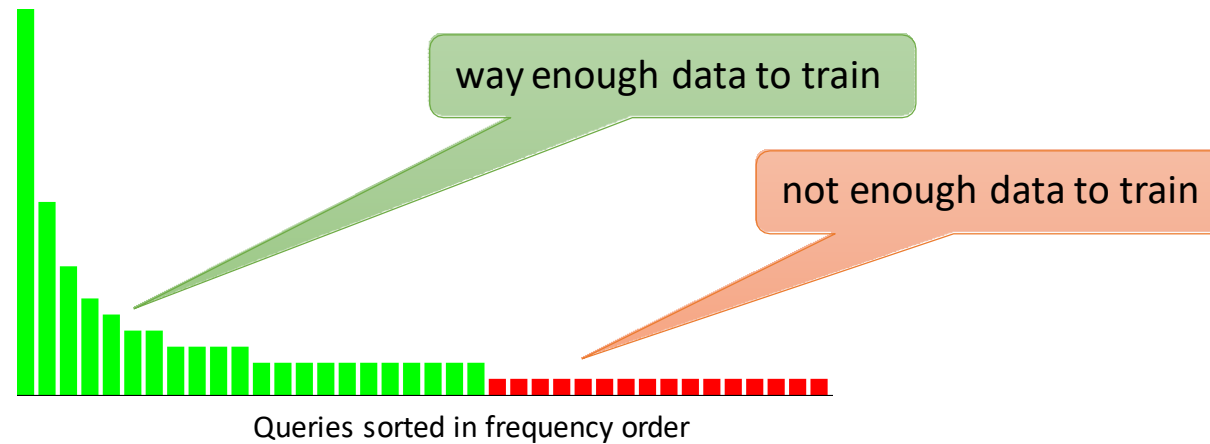 way enough data to train
not enough data to train
Queries sorted in frequency order